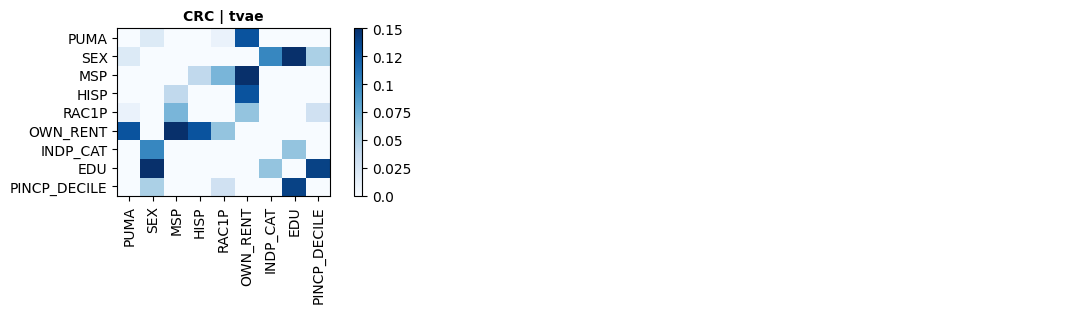 CRC | tvae
PUMA
SEX
MSP
HISP
RAC1P
OWN_RENT
INDP_CAT
EDU
PINCP_DECILE
PUMA
SEX
MSP
HISP
RAC1P
OWN_RENT
INDP_CAT
EDU
PINCP_DECILE
0.15
0.12
0.1
0.075
0.05
0.025
0.0